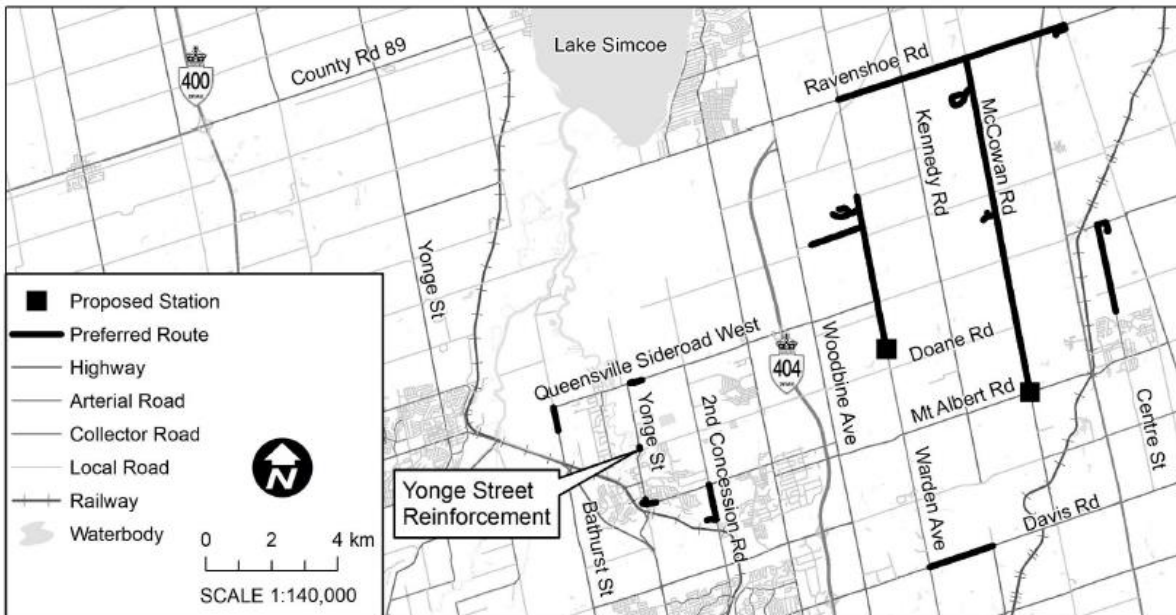 Lake Simcoe
County Rd 89
400
Ravenshoe Rd
Kennedy Rd
McCowan Rd
Yonge St
Queensville Sideroad West
404
Woodbine Ave
Doane Rd
Mt Albert Rd
Centre St
Yonge St
2nd Concession Rd
Warden Ave
Davis Rd
Bathurst St
Yonge Street
Reinforcement
Proposed Station
Preferred Route
Highway
Arterial Road
Collector Road
Local Road
Railway
Waterbody
N
0 2 4 km
SCALE 1:140,000